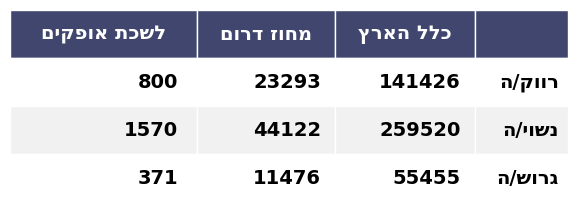 כלל הארץ מחוז דרום לשכת אופקים
רווק/ה 141426 23293 800
נשוי/ה 259520 44122 1570
גרוש/ה 55455 11476 371